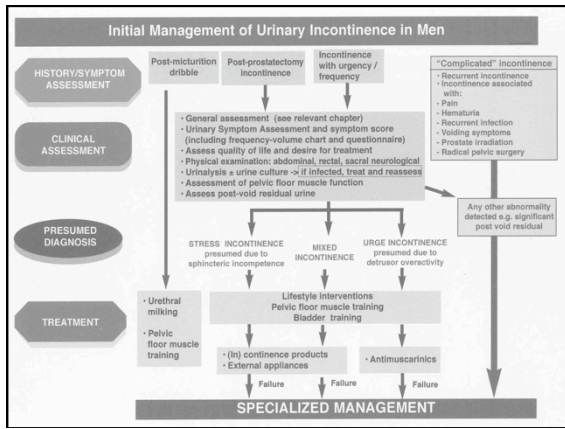 Initial Management of Urinary Incontinence in Men
HISTORY/SYMPTOM
ASSESSMENT
Post-micturition
dribble
Post-prostatectomy
incontinence
Incontinence
with urgency /
frequency
"Complicated" incontinence
• Recurrent incontinence
• Incontinence associated
with:
• Pain
• Hematuria
• Recurrent infection
• Voiding symptoms
• Prostate irradiation
• Radical pelvic surgery
CLINICAL
ASSESSMENT
• General assessment (see relevant chapter)
• Urinary Symptom Assessment and symptom score
(including frequency-volume chart and questionnaire)
• Assess quality of life and desire for treatment
• Physical examination: abdominal, rectal, sacral neurological
• Urinalysis ± urine culture -> if infected, treat and reassess
• Assessment of pelvic floor muscle function
• Assess post-void residual urine
Any other abnormality
detected e.g. significant
post void residual
PRESUMED
DIAGNOSIS
STRESS INCONTINENCE
presumed due to
sphincteric incompetence
MIXED
INCONTINENCE
URGE INCONTINENCE
presumed due to
detrusor overactivity
TREATMENT
• Urethral
milking
• Pelvic
floor muscle
training
Lifestyle interventions
Pelvic floor muscle training
Bladder training
• (In) continence products
• External appliances
• Antimuscarinics
Failure
Failure
Failure
SPECIALIZED MANAGEMENT